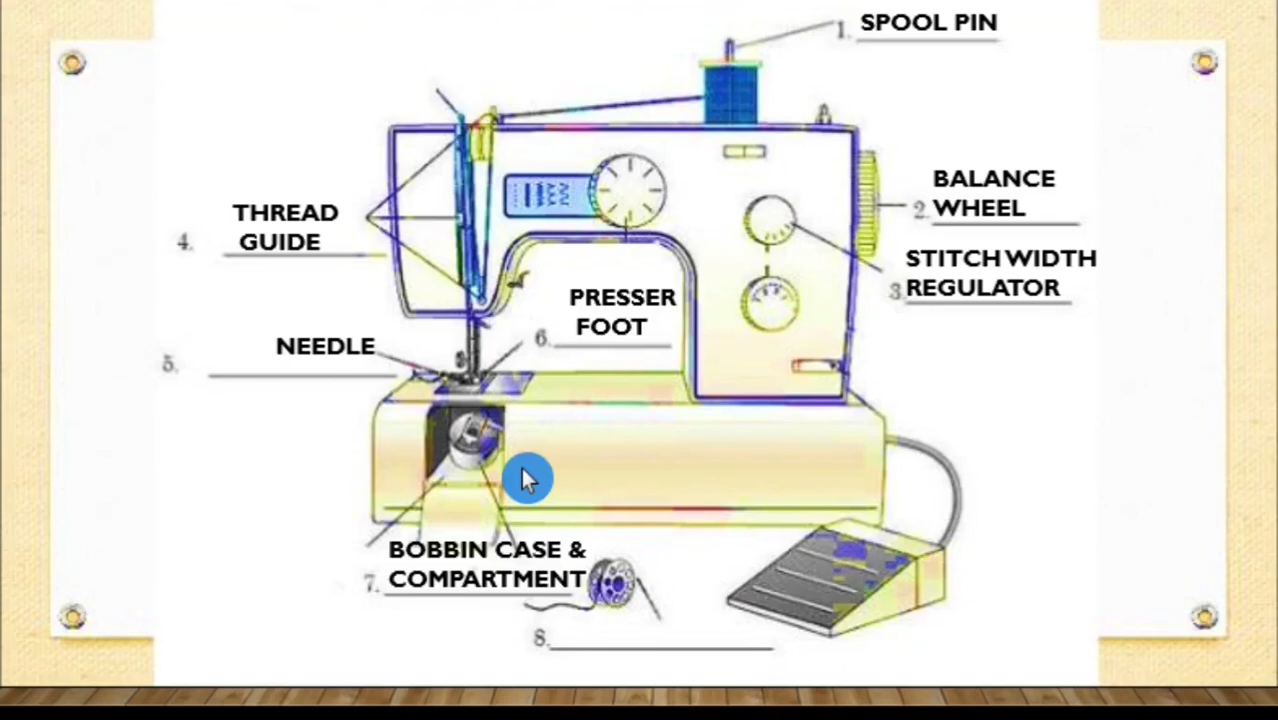 1. SPOOL PIN
BALANCE
2. WHEEL
STITCH WIDTH
3. REGULATOR
THREAD
4. GUIDE
PRESSER
6. FOOT
NEEDLE
5.
BOBBIN CASE &
7. COMPARTMENT
8.